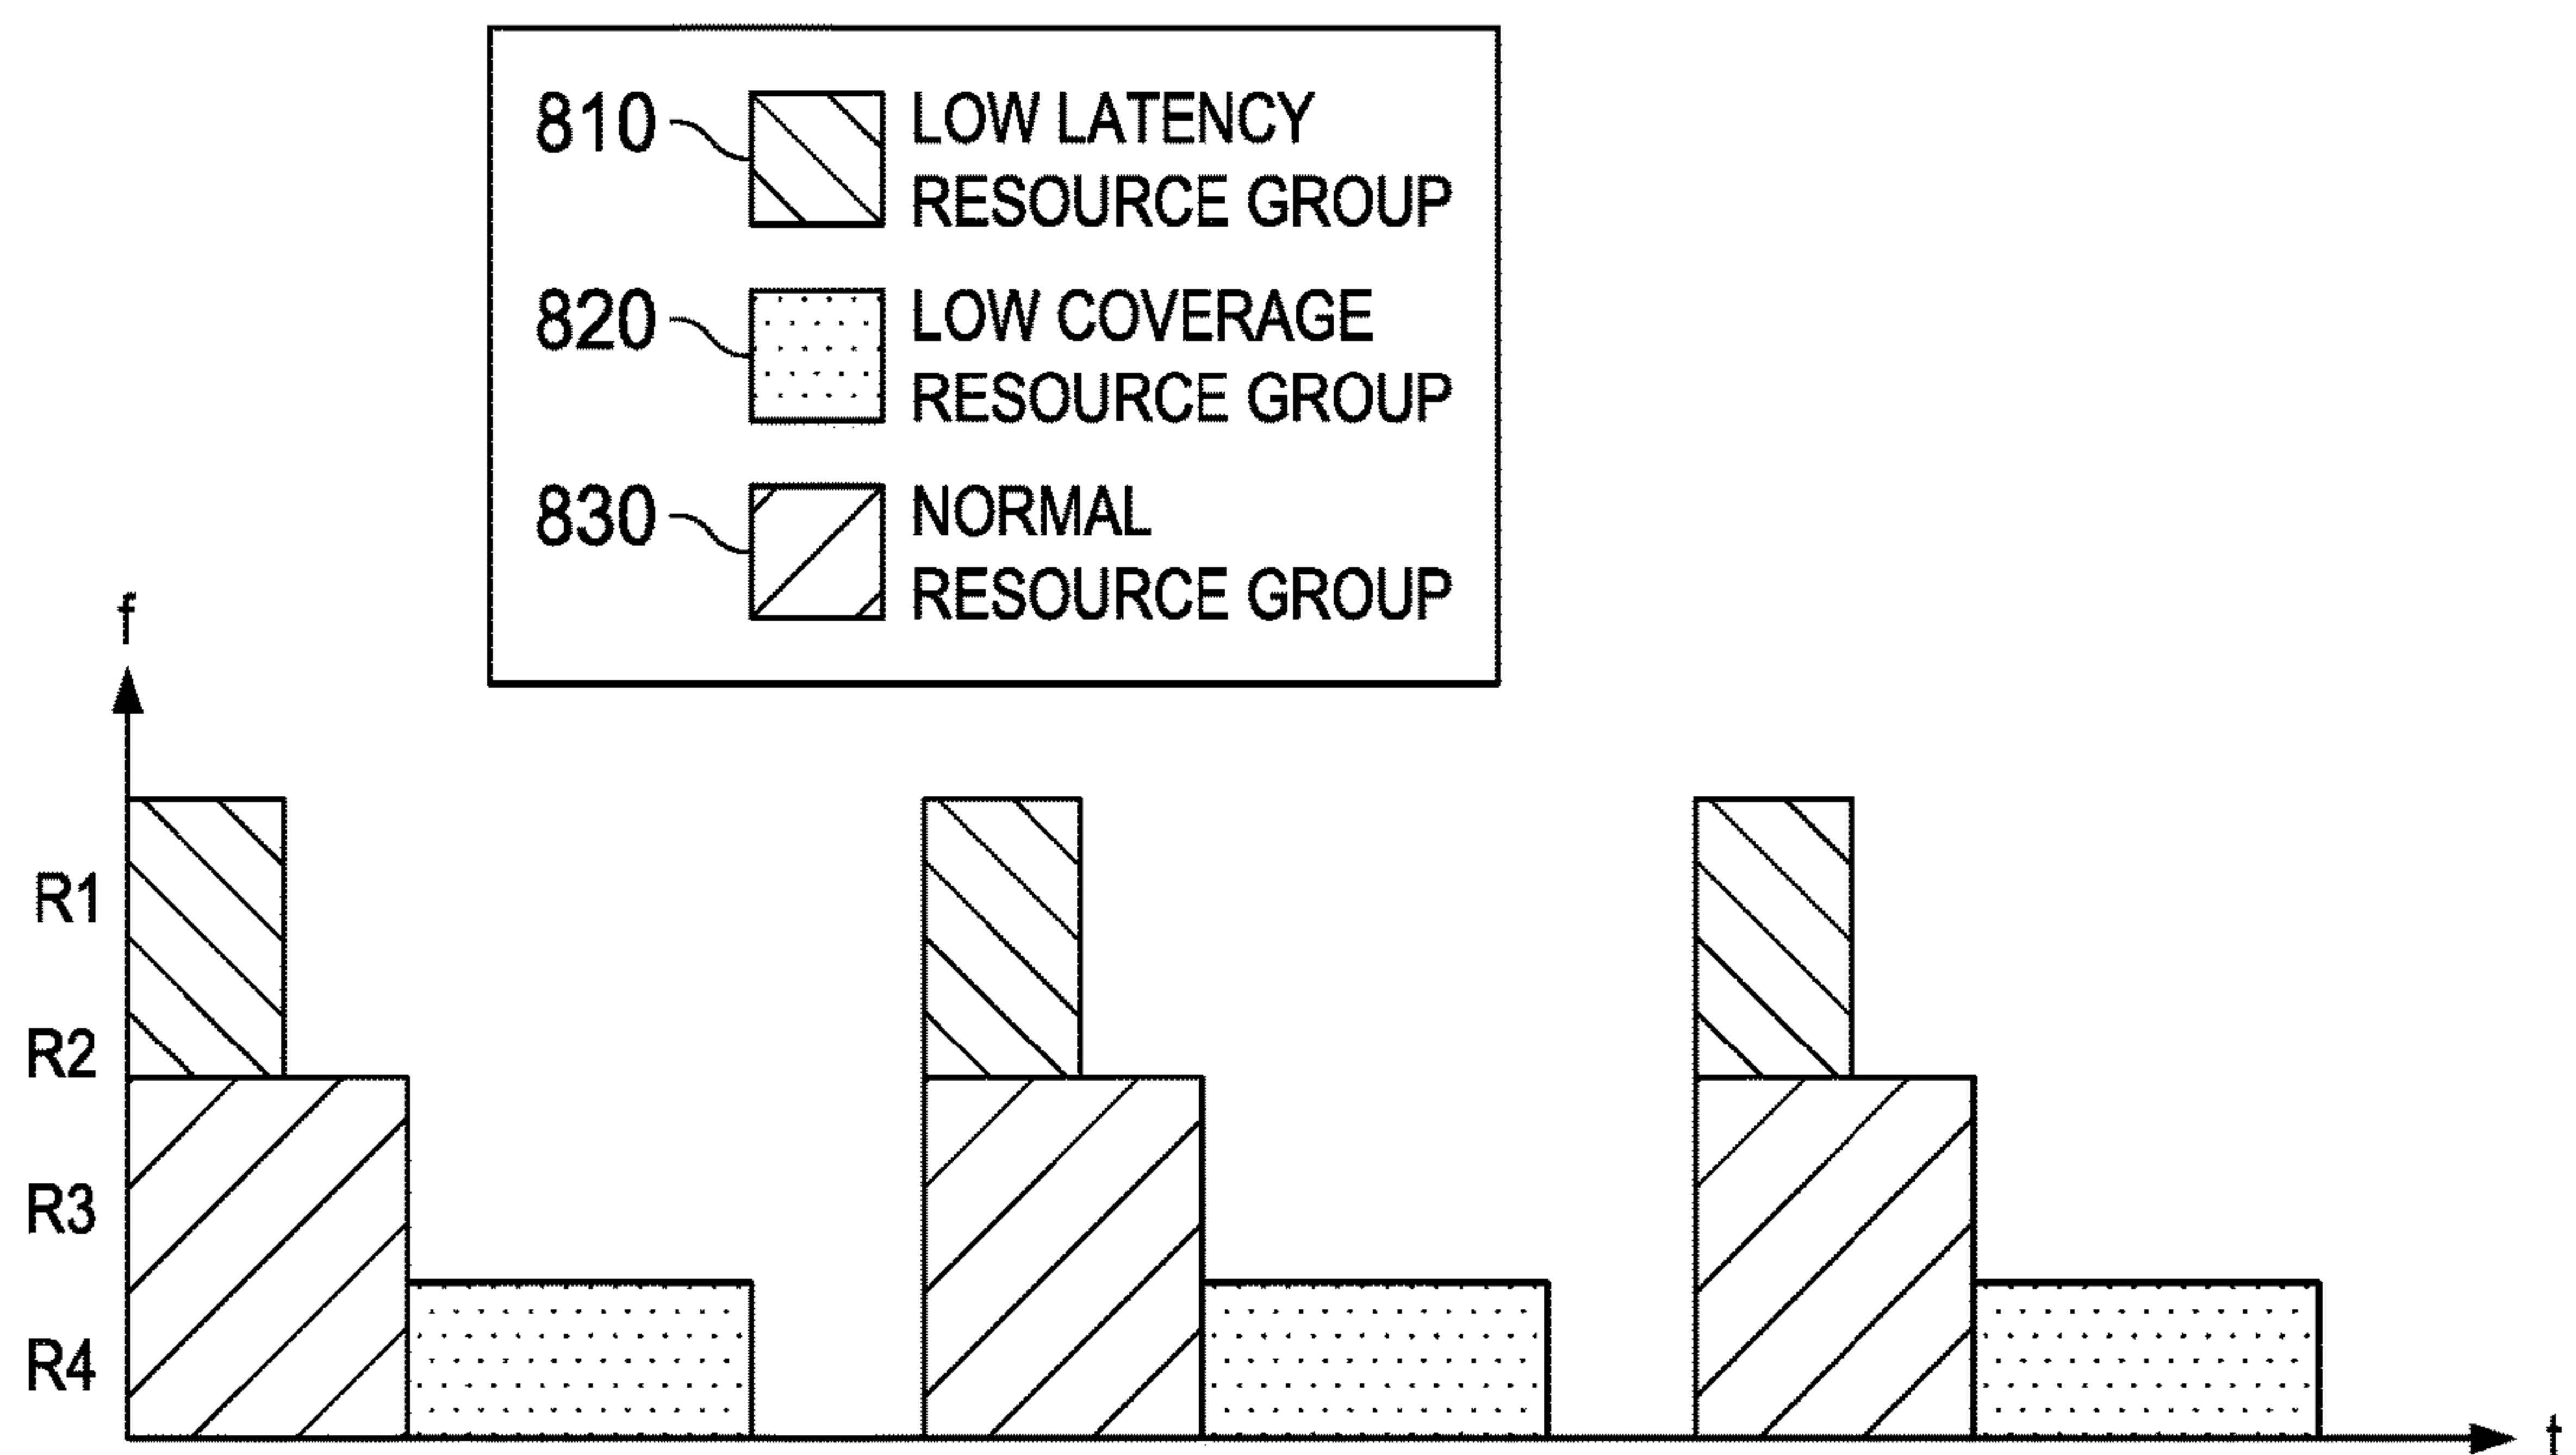 810 LOW LATENCY
RESOURCE GROUP
820 LOW COVERAGE
RESOURCE GROUP
830 NORMAL
RESOURCE GROUP
f
R1
R2
R3
R4
t